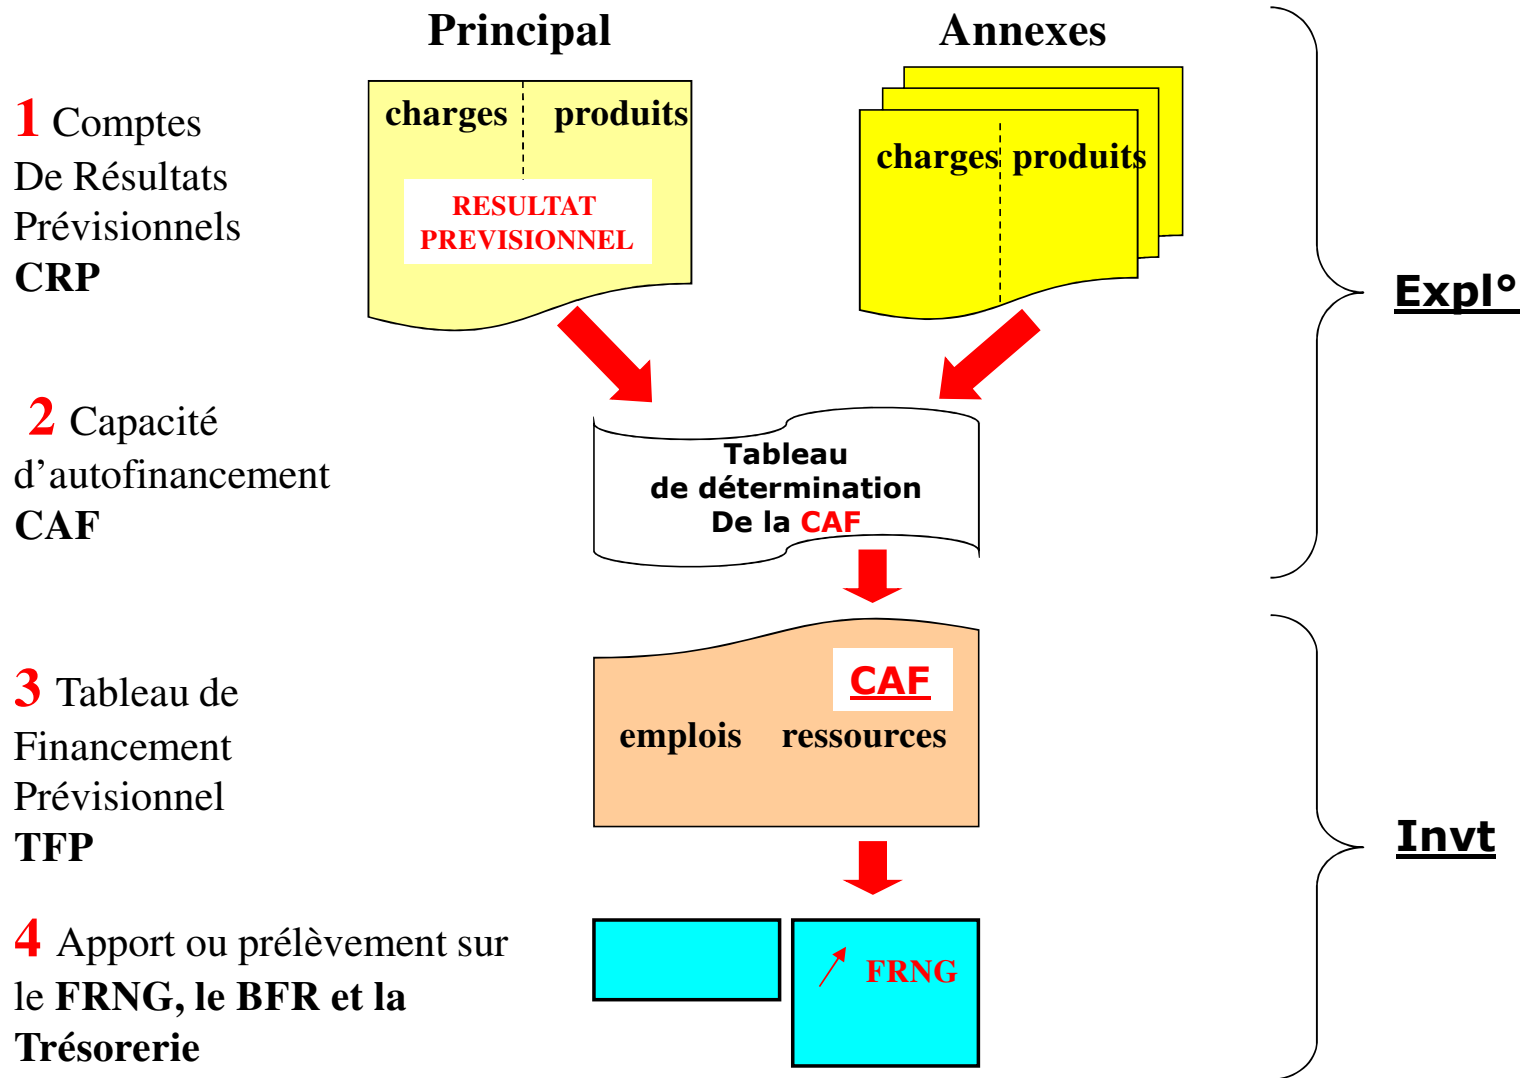 Principal
Annexes
1 Comptes
De Résultats
Prévisionnels
CRP
charges produits
RESULTAT
PREVISIONNEL
charges produits
Expl°
2 Capacité
d’autofinancement
CAF
Tableau
de détermination
De la CAF
3 Tableau de
Financement
Prévisionnel
TFP
CAF
emplois ressources
Invt
4 Apport ou prélèvement sur
le FRNG, le BFR et la
Trésorerie
FRNG